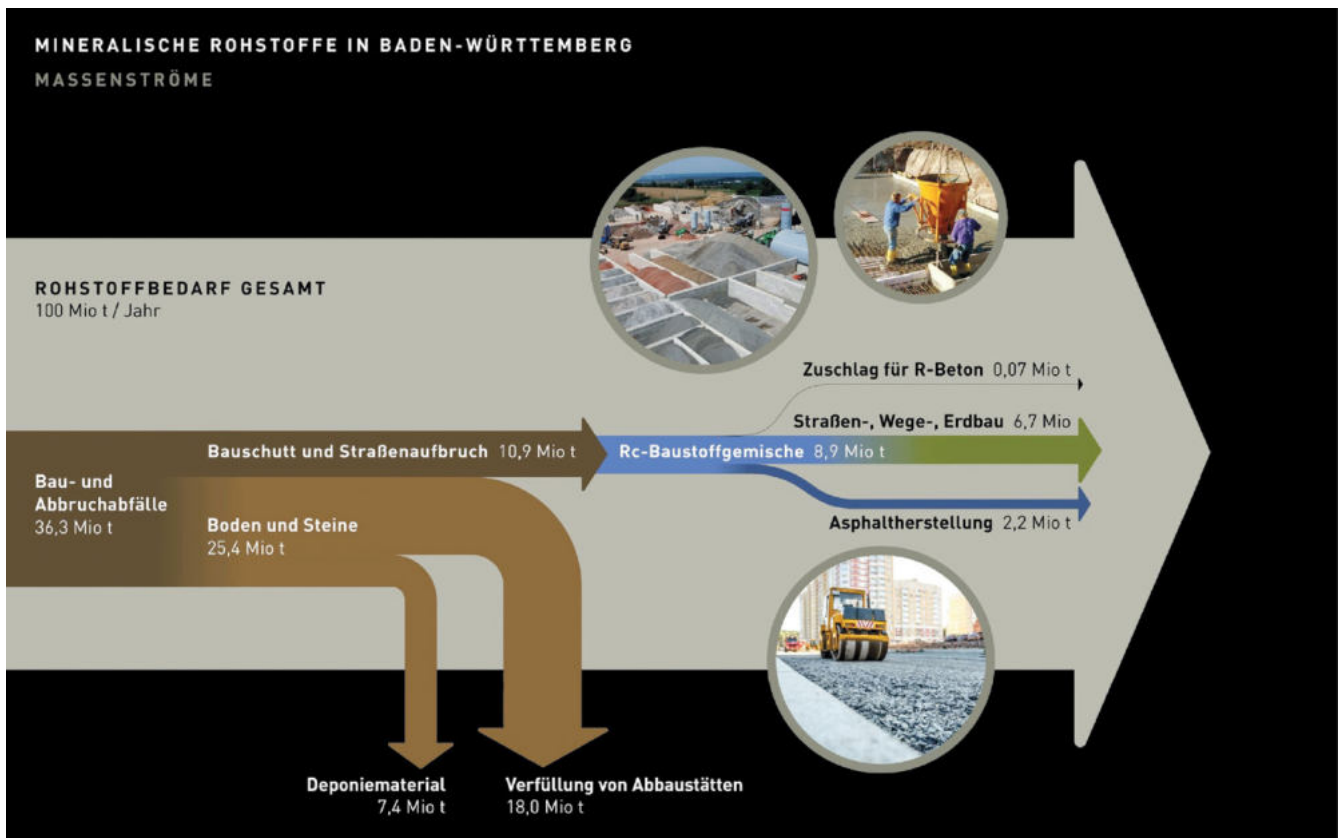 MINERALISCHE ROHSTOFFE IN BADEN-WÜRTTEMBERG
MASSENSTRÖME
ROHSTOFFBEDARF GESAMT
100 Mio t / Jahr
Zuschlag für R-Beton 0,07 Mio t
Straßen-, Wege-, Erdbau 6,7 Mio
Bauschutt und Straßenaufbruch 10,9 Mio t
Rc-Baustoffgemische 8,9 Mio t
Bau- und
Abbruchabfälle
36,3 Mio t
Boden und Steine
25,4 Mio t
Asphaltherstellung 2,2 Mio t
Deponiematerial
7,4 Mio t
Verfüllung von Abbaustätten
18,0 Mio t